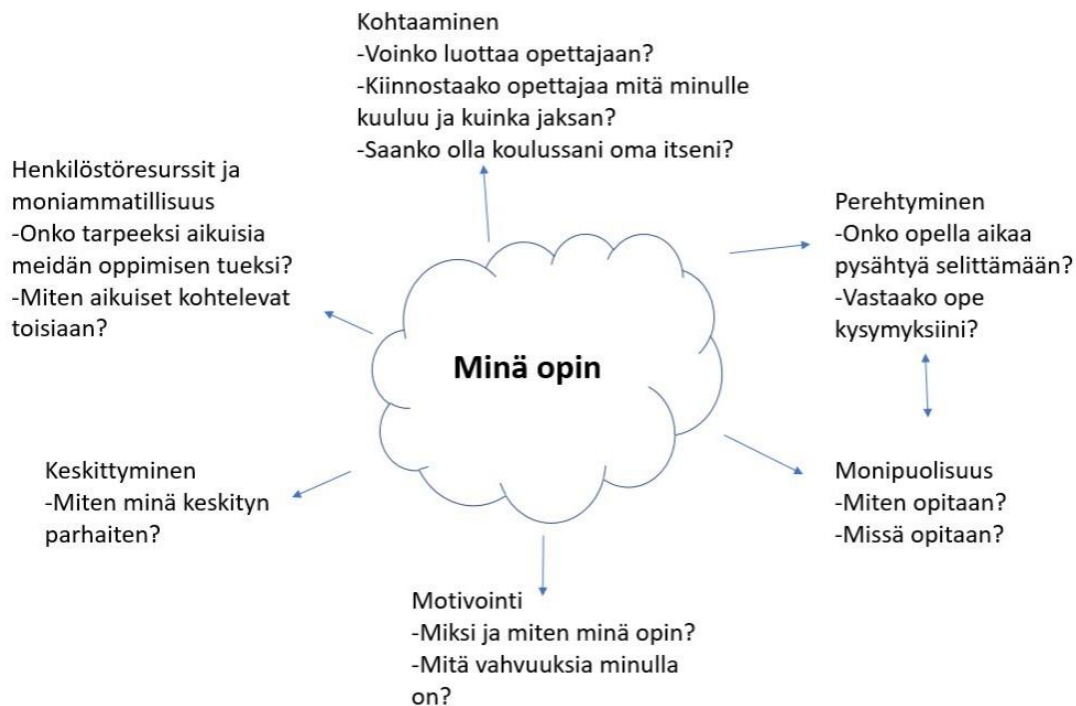 Kohtaaminen
-Voinko luottaa opettajaan?
-Kiinnostaako opettajaa mitä minulle
kuuluu ja kuinka jaksan?
-Saanko olla koulussani oma itseni?
Henkilöstöresurssit ja
moniammatillisuus
-Onko tarpeeksi aikuisia
meidän oppimisen tueksi?
-Miten aikuiset kohtelevat
toisiaan?
Perehtyminen
-Onko opella aikaa
pysähtyä selittämään?
-Vastaako ope
kysymyksiini?
Minä opin
Keskittyminen
-Miten minä keskityn
parhaiten?
Monipuolisuus
-Miten opitaan?
-Missä opitaan?
Motivointi
-Miksi ja miten minä opin?
-Mitä vahvuuksia minulla
on?